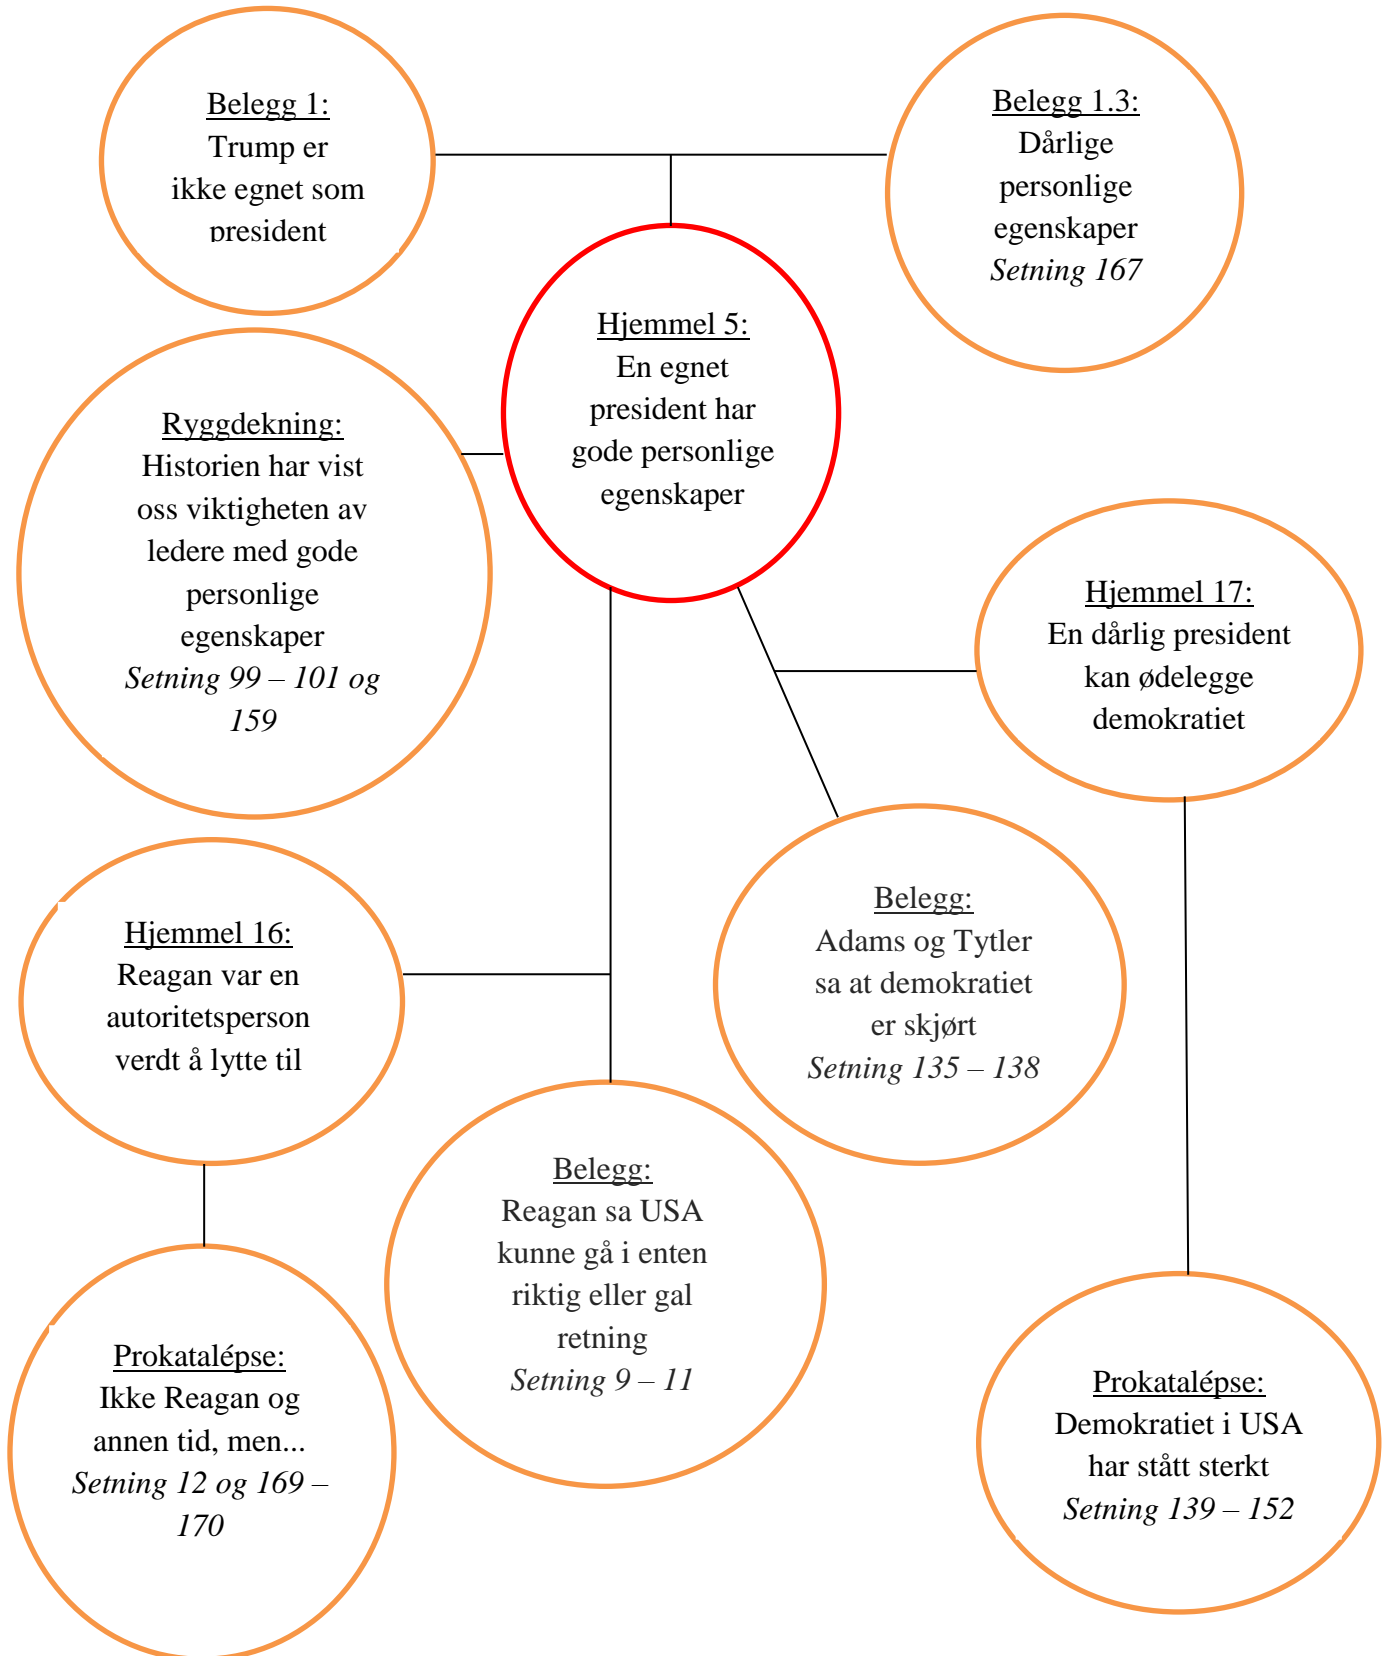 Belegg 1:
Trump er
ikke egnet som
president
Belegg 1.3:
Dårlige
personlige
egenskaper
Setning 167
Hjemmel 5:
En egnet
president har
gode personlige
egenskaper
Ryggdekning:
Historien har vist
oss viktigheten av
ledere med gode
personlige
egenskaper
Setning 99 – 101 og
159
Hjemmel 17:
En dårlig president
kan ødelegge
demokratiet
Hjemmel 16:
Reagan var en
autoritetsperson
verdt å lytte til
Belegg:
Adams og Tytler
sa at demokratiet
er skjørt
Setning 135 – 138
Belegg:
Reagan sa USA
kunne gå i enten
riktig eller gal
retning
Setning 9 – 11
Prokatalépse:
Ikke Reagan og
annen tid, men...
Setning 12 og 169 –
170
Prokatalépse:
Demokratiet i USA
har stått sterkt
Setning 139 – 152